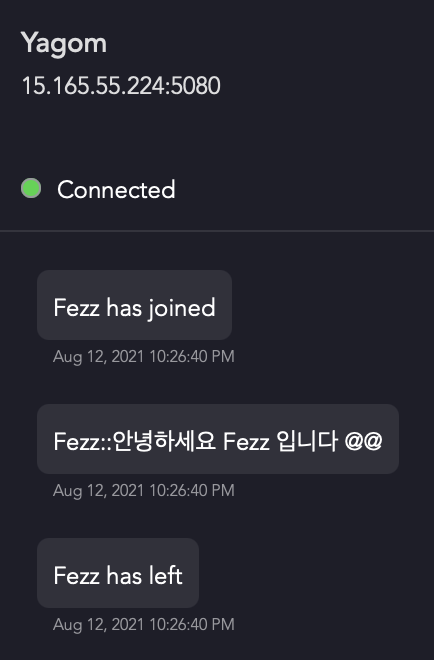 Yagom
15.165.55.224:5080
Connected
Fezz has joined
Aug 12, 2021 10:26:40 PM
Fezz::안녕하세요 Fezz 입니다 @@
Aug 12, 2021 10:26:40 PM
Fezz has left
Aug 12, 2021 10:26:40 PM